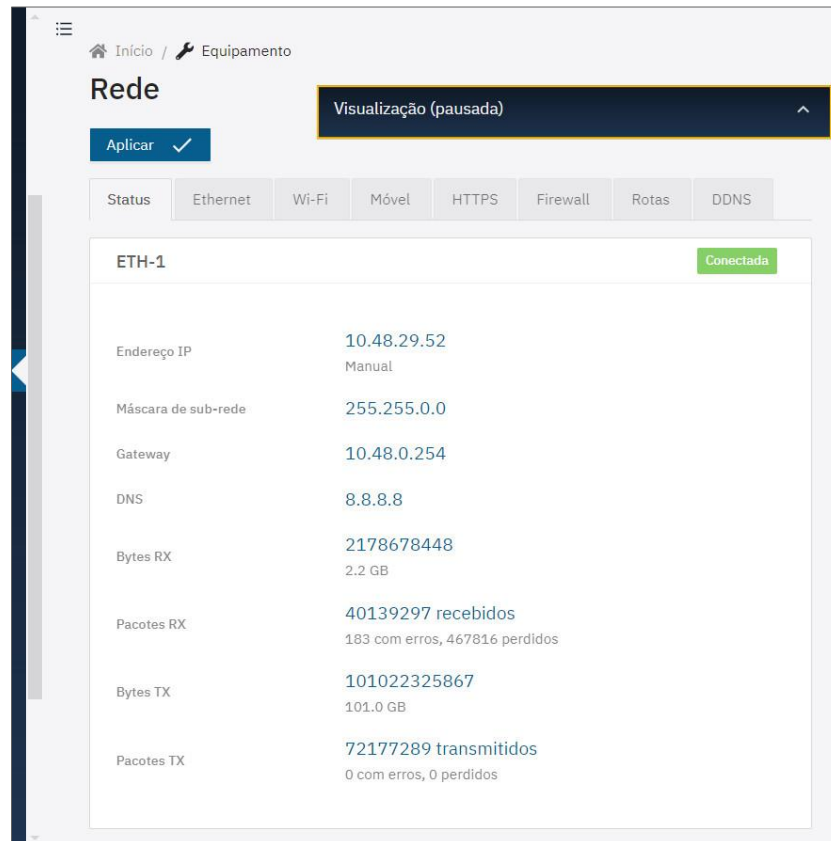 Início / Equipamento
Rede
Visualização (pausada)
Aplicar
Status Ethernet Wi-Fi Móvel HTTPS Firewall Rotas DDNS
ETH-1 Conectada
Endereço IP 10.48.29.52
Manual
Máscara de sub-rede 255.255.0.0
Gateway 10.48.0.254
DNS 8.8.8.8
Bytes RX 2178678448
2.2 GB
Pacotes RX 40139297 recebidos
183 com erros, 467816 perdidos
Bytes TX 101022325867
101.0 GB
Pacotes TX 72177289 transmitidos
0 com erros, 0 perdidos